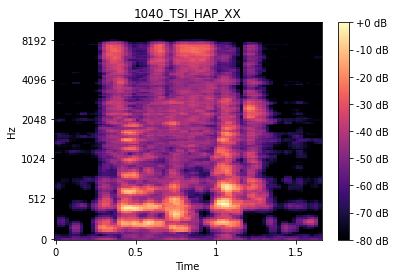 1040_TSI_HAP_XX
+0 dB
8192
-10 dB
4096
-20 dB
-30 dB
2048
Hz
-40 dB
1024
-50 dB
512
-60 dB
-70 dB
0
-80 dB
0
0.5
1
1.5
Time